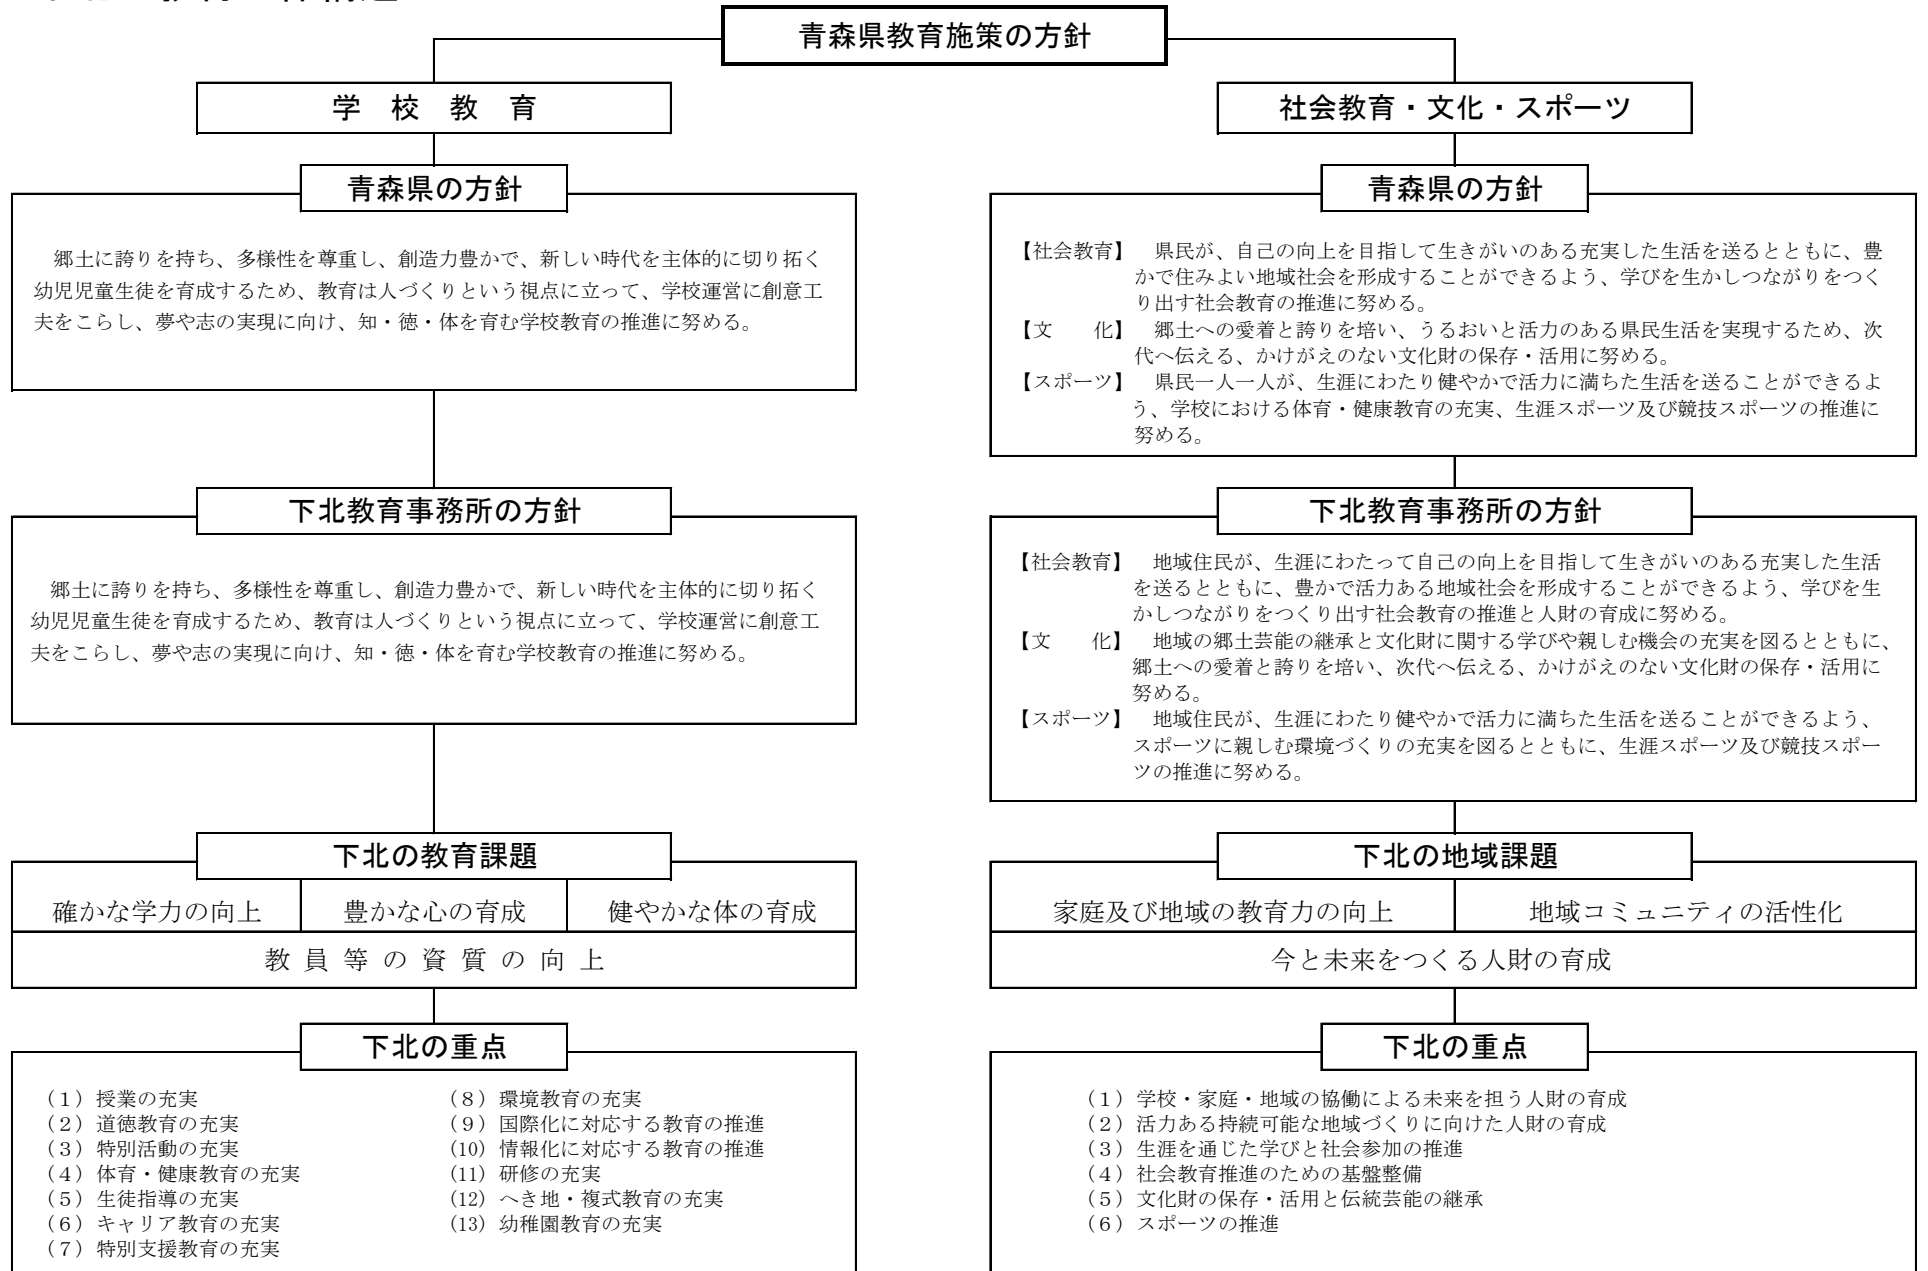 青森県教育施策の方針
学　校　教　育
青森県の方針
郷土に誇りを持ち、多様性を尊重し、創造力豊かで、新しい時代を主体的に切り拓く
幼児児童生徒を育成するため、教育は人づくりという視点に立って、学校運営に創意工
夫をこらし、夢や志の実現に向け、知・徳・体を育む学校教育の推進に努める。
下北教育事務所の方針
郷土に誇りを持ち、多様性を尊重し、創造力豊かで、新しい時代を主体的に切り拓く
幼児児童生徒を育成するため、教育は人づくりという視点に立って、学校運営に創意工
夫をこらし、夢や志の実現に向け、知・徳・体を育む学校教育の推進に努める。
下北の教育課題
確かな学力の向上
豊かな心の育成
健やかな体の育成
教 員 等 の 資 質 の 向 上
下北の重点
（１）授業の充実
（２）道徳教育の充実
（３）特別活動の充実
（４）体育・健康教育の充実
（５）生徒指導の充実
（６）キャリア教育の充実
（７）特別支援教育の充実
（８）環境教育の充実
（９）国際化に対応する教育の推進
(10) 情報化に対応する教育の推進
(11) 研修の充実
(12) へき地・複式教育の充実
(13) 幼稚園教育の充実
社会教育・文化・スポーツ
青森県の方針
【社会教育】　県民が、自己の向上を目指して生きがいのある充実した生活を送るとともに、豊
かで住みよい地域社会を形成することができるよう、学びを生かしつながりをつく
り出す社会教育の推進に努める。
【文　　化】　郷土への愛着と誇りを培い、うるおいと活力のある県民生活を実現するため、次
代へ伝える、かけがえのない文化財の保存・活用に努める。
【スポーツ】　県民一人一人が、生涯にわたり健やかで活力に満ちた生活を送ることができるよ
う、学校における体育・健康教育の充実、生涯スポーツ及び競技スポーツの推進に
努める。
下北教育事務所の方針
【社会教育】　地域住民が、生涯にわたって自己の向上を目指して生きがいのある充実した生活
を送るとともに、豊かで活力ある地域社会を形成することができるよう、学びを生
かしつながりをつくり出す社会教育の推進と人財の育成に努める。
【文　　化】　地域の郷土芸能の継承と文化財に関する学びや親しむ機会の充実を図るとともに、
郷土への愛着と誇りを培い、次代へ伝える、かけがえのない文化財の保存・活用に
努める。
【スポーツ】　地域住民が、生涯にわたり健やかで活力に満ちた生活を送ることができるよう、
スポーツに親しむ環境づくりの充実を図るとともに、生涯スポーツ及び競技スポー
ツの推進に努める。
下北の地域課題
家庭及び地域の教育力の向上
地域コミュニティの活性化
今と未来をつくる人財の育成
下北の重点
（１）学校・家庭・地域の協働による未来を担う人財の育成
（２）活力ある持続可能な地域づくりに向けた人財の育成
（３）生涯を通じた学びと社会参加の推進
（４）社会教育推進のための基盤整備
（５）文化財の保存・活用と伝統芸能の継承
（６）スポーツの推進